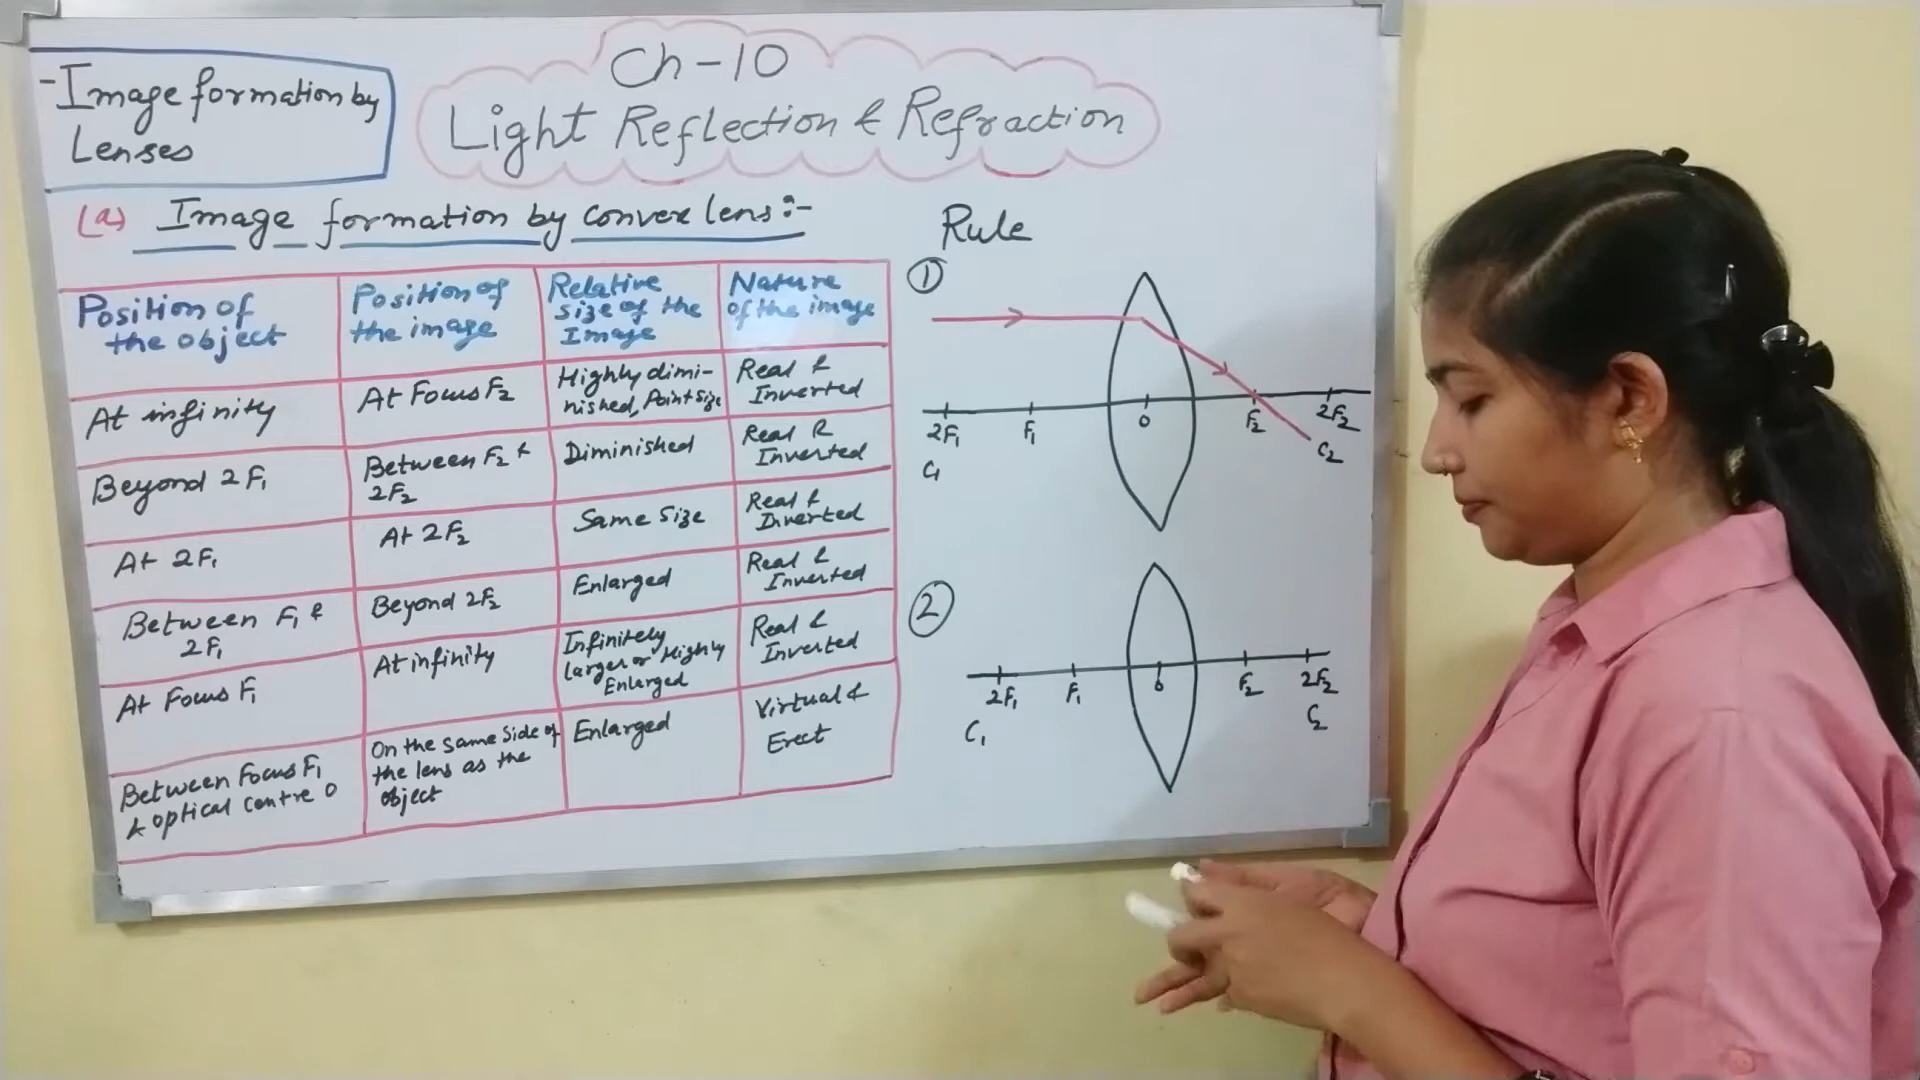 - Image formation by
Lenses
Ch-10
Light Reflection & Refraction
(a) Image formation by convex lens:-
Position of
the object
Position of
the image
Relative
size of the
Image
Nature
of the image
At infinity
At Focus F2
Highly dimi-
nished, Point size
Real &
Inverted
Beyond 2F1
Between F2 &
2F2
Diminished
Real &
Inverted
At 2F1
At 2F2
Same Size
Real &
Inverted
Between F1 &
2F1
Beyond 2F2
Enlarged
Real &
Inverted
At Focus F1
At infinity
Infinitely
larger or Highly
Enlarged
Real &
Inverted
Between Focus F1
& optical centre O
On the same side of
the lens as the
object
Enlarged
Virtual &
Erect
Rule
1
2F1 F1 O F2 2F2
C1 C2
2
2F1 F1 O F2 2F2
C1 C2